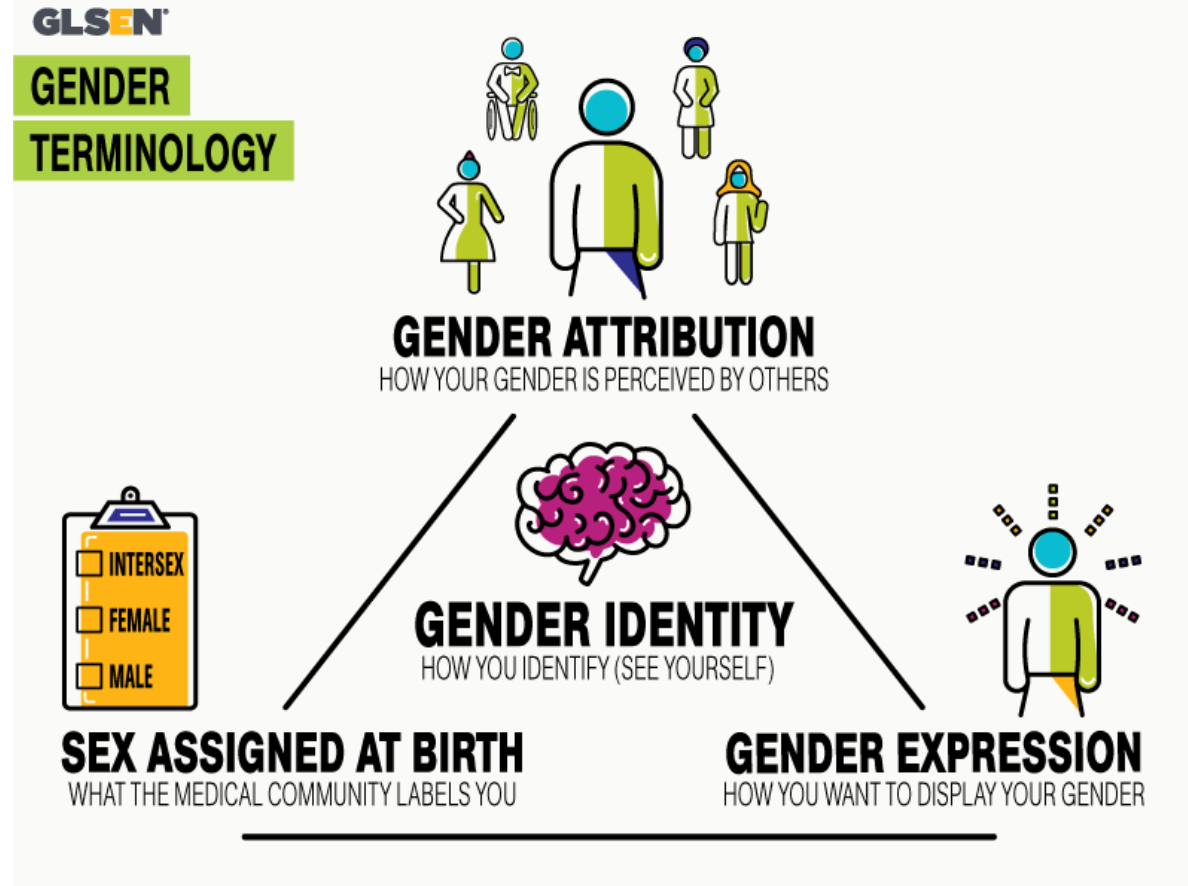 GLSEN®
GENDER
TERMINOLOGY
GENDER ATTRIBUTION
HOW YOUR GENDER IS PERCEIVED BY OTHERS
GENDER IDENTITY
HOW YOU IDENTIFY (SEE YOURSELF)
INTERSEX
FEMALE
MALE
SEX ASSIGNED AT BIRTH
WHAT THE MEDICAL COMMUNITY LABELS YOU
GENDER EXPRESSION
HOW YOU WANT TO DISPLAY YOUR GENDER